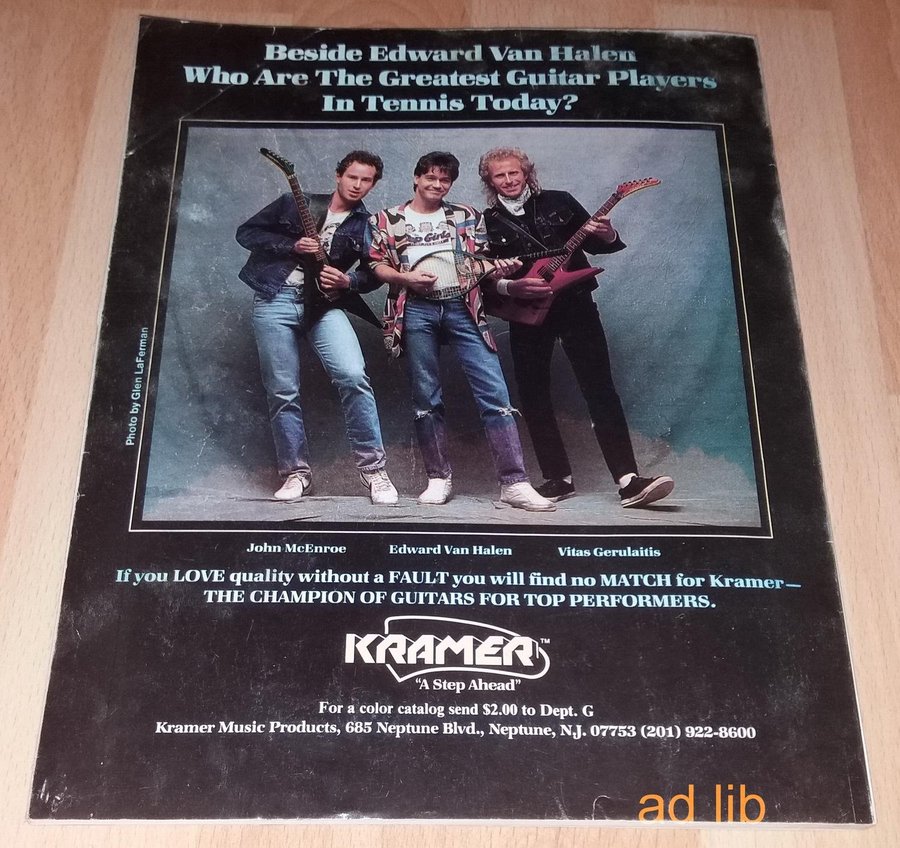 Beside Edward Van Halen
Who Are The Greatest Guitar Players
In Tennis Today?
Photo by Glen LaFerman
John McEnroe Edward Van Halen Vitas Gerulaitis
If you LOVE quality without a FAULT you will find no MATCH for Kramer—
THE CHAMPION OF GUITARS FOR TOP PERFORMERS.
KRAMER™
"A Step Ahead"
For a color catalog send $2.00 to Dept. G
Kramer Music Products, 685 Neptune Blvd., Neptune, N.J. 07753 (201) 922-8600
ad lib